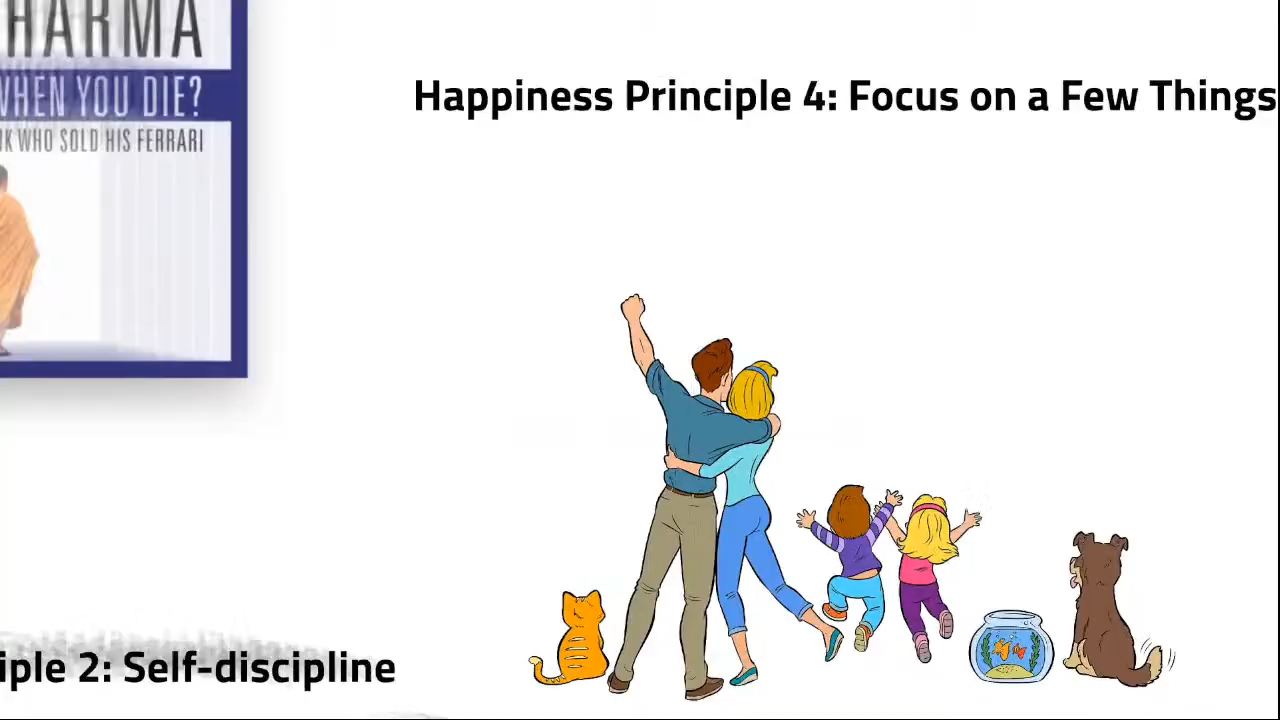 HARMA
WHEN YOU DIE?
NK WHO SOLD HIS FERRARI
Happiness Principle 4: Focus on a Few Things
iple 2: Self-discipline